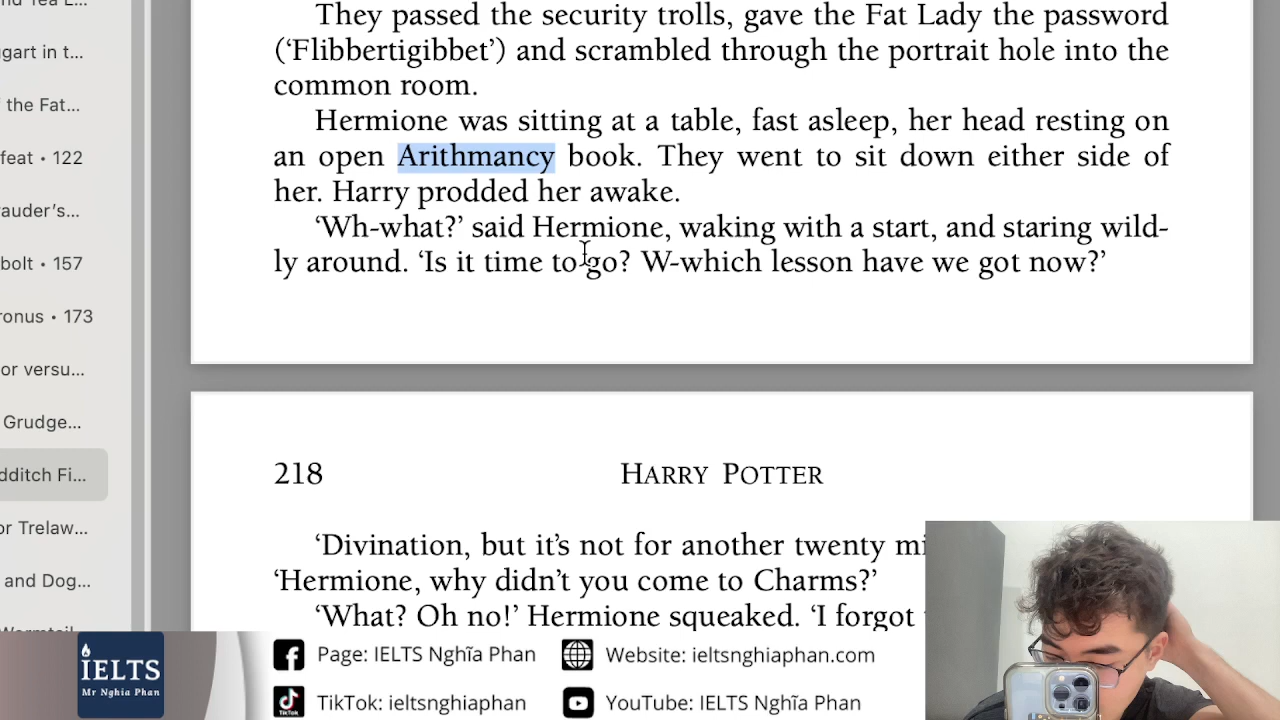 They passed the security trolls, gave the Fat Lady the password
(‘Flibbertigibbet’) and scrambled through the portrait hole into the
common room.
Hermione was sitting at a table, fast asleep, her head resting on
an open Arithmancy book. They went to sit down either side of
her. Harry prodded her awake.
‘Wh-what?’ said Hermione, waking with a start, and staring wild-
ly around. ‘Is it time to go? W-which lesson have we got now?’
ggart in t...
the Fat...
feat • 122
rauder’s...
bolt • 157
ronus • 173
or versu...
Grudge...
dditch Fi...
or Trelaw...
and Dog...
218
HARRY POTTER
‘Divination, but it’s not for another twenty
‘Hermione, why didn’t you come to Charms?’
‘What? Oh no!’ Hermione squeaked. ‘I forgot
IELTS
Mr Nghia Phan
Page: IELTS Nghĩa Phan
Website: ieltsnghiaphan.com
TikTok: ieltsnghiaphan
YouTube: IELTS Nghĩa Phan